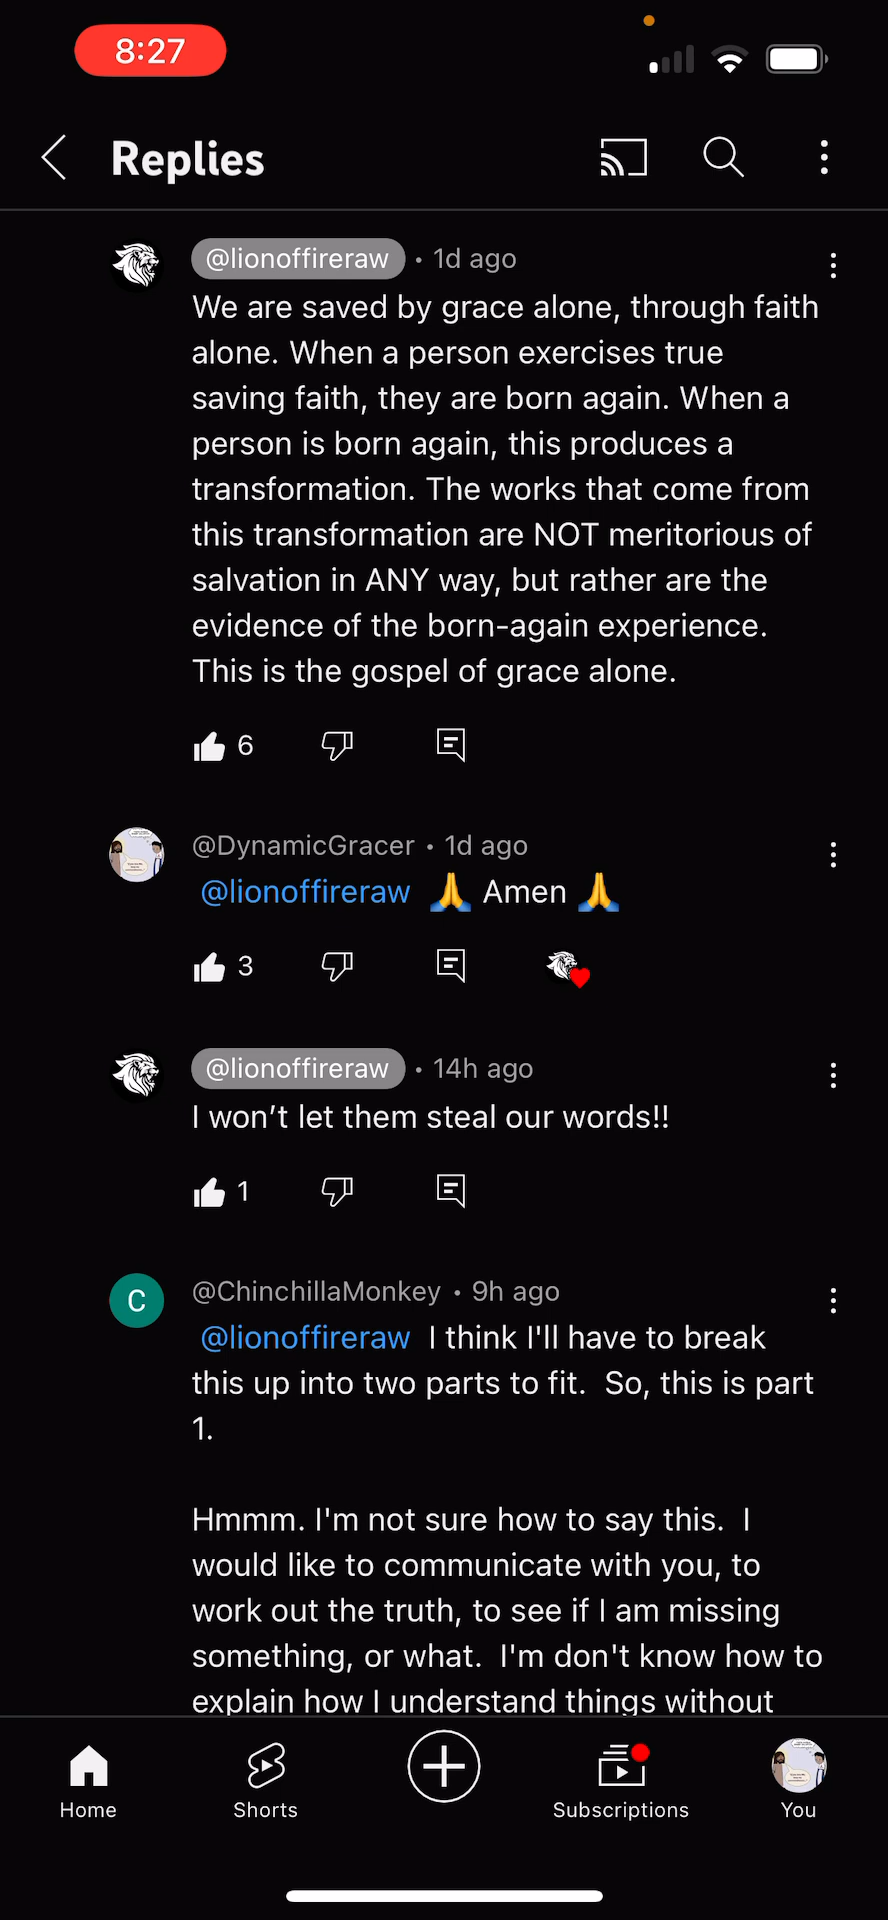 8:27
Replies
@lionoffireraw · 1d ago
We are saved by grace alone, through faith
alone. When a person exercises true
saving faith, they are born again. When a
person is born again, this produces a
transformation. The works that come from
this transformation are NOT meritorious of
salvation in ANY way, but rather are the
evidence of the born-again experience.
This is the gospel of grace alone.
6
@DynamicGracer · 1d ago
@lionoffireraw 🙏 Amen 🙏
3
@lionoffireraw · 14h ago
I won’t let them steal our words!!
1
C
@ChinchillaMonkey · 9h ago
@lionoffireraw I think I'll have to break
this up into two parts to fit.  So, this is part
1.
Hmmm. I'm not sure how to say this.  I
would like to communicate with you, to
work out the truth, to see if I am missing
something, or what.  I'm don't know how to
explain how I understand things without
Home
Shorts
Subscriptions
You